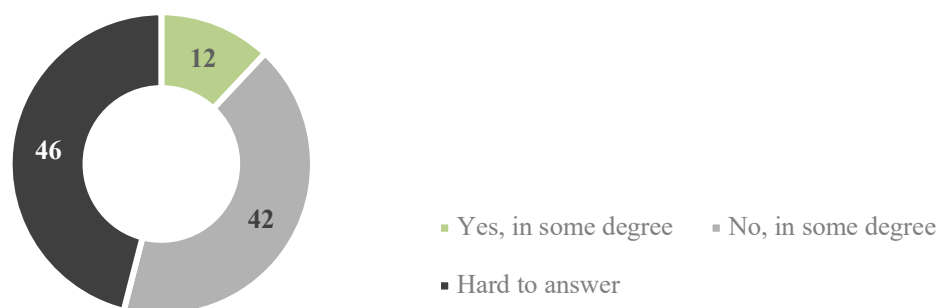 12
46
42
Yes, in some degree
No, in some degree
Hard to answer